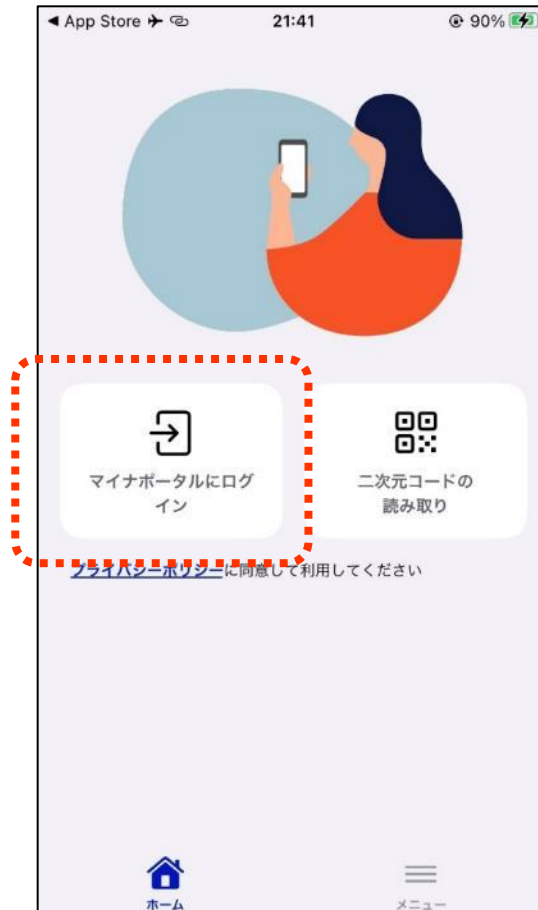 ◀ App Store
21:41
90%
マイナポータルにログ
イン
二次元コードの
読み取り
プライバシーポリシーに同意して利用してください
ホーム
メニュー